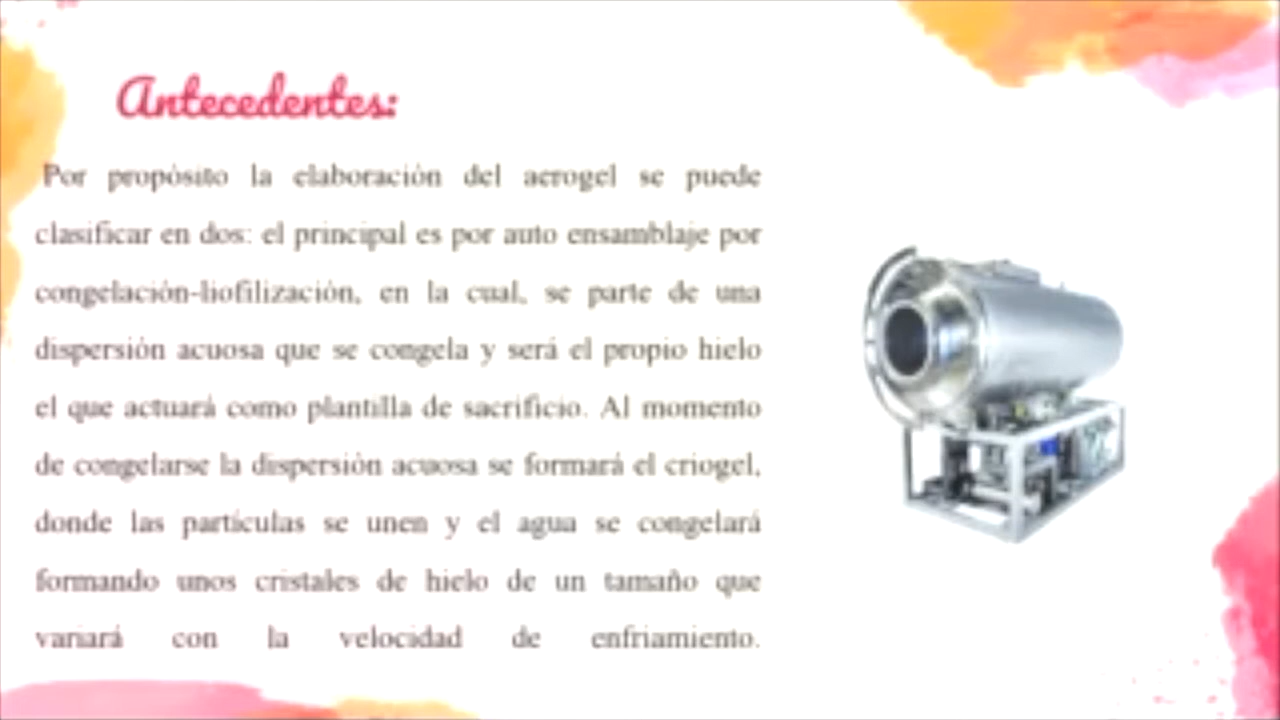 Antecedentes:
Por propósito la elaboración del aerogel se puede
clasificar en dos: el principal es por auto ensamblaje por
congelación-liofilización, en la cual, se parte de una
dispersión acuosa que se congela y será el propio hielo
el que actuará como plantilla de sacrificio. Al momento
de congelarse la dispersión acuosa se formará el criogel,
donde las partículas se unen y el agua se congelará
formando unos cristales de hielo de un tamaño que
variará con la velocidad de enfriamiento.